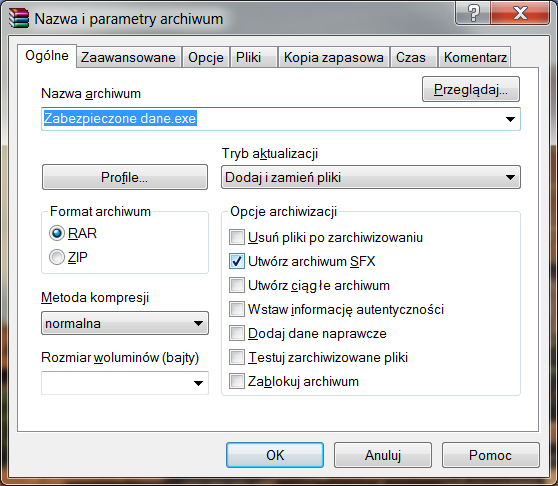 Nazwa i parametry archiwum
Ogólne Zaawansowane Opcje Pliki Kopia zapasowa Czas Komentarz
Nazwa archiwum
Przeglądaj...
Zabezpieczone dane.exe
Tryb aktualizacji
Profile...
Dodaj i zamień pliki
Format archiwum
RAR
ZIP
Metoda kompresji
normalna
Rozmiar woluminów (bajty)
Opcje archiwizacji
Usuń pliki po zarchiwizowaniu
Utwórz archiwum SFX
Utwórz ciągłe archiwum
Wstaw informację autentyczności
Dodaj dane naprawcze
Testuj zarchiwizowane pliki
Zablokuj archiwum
OK Anuluj Pomoc